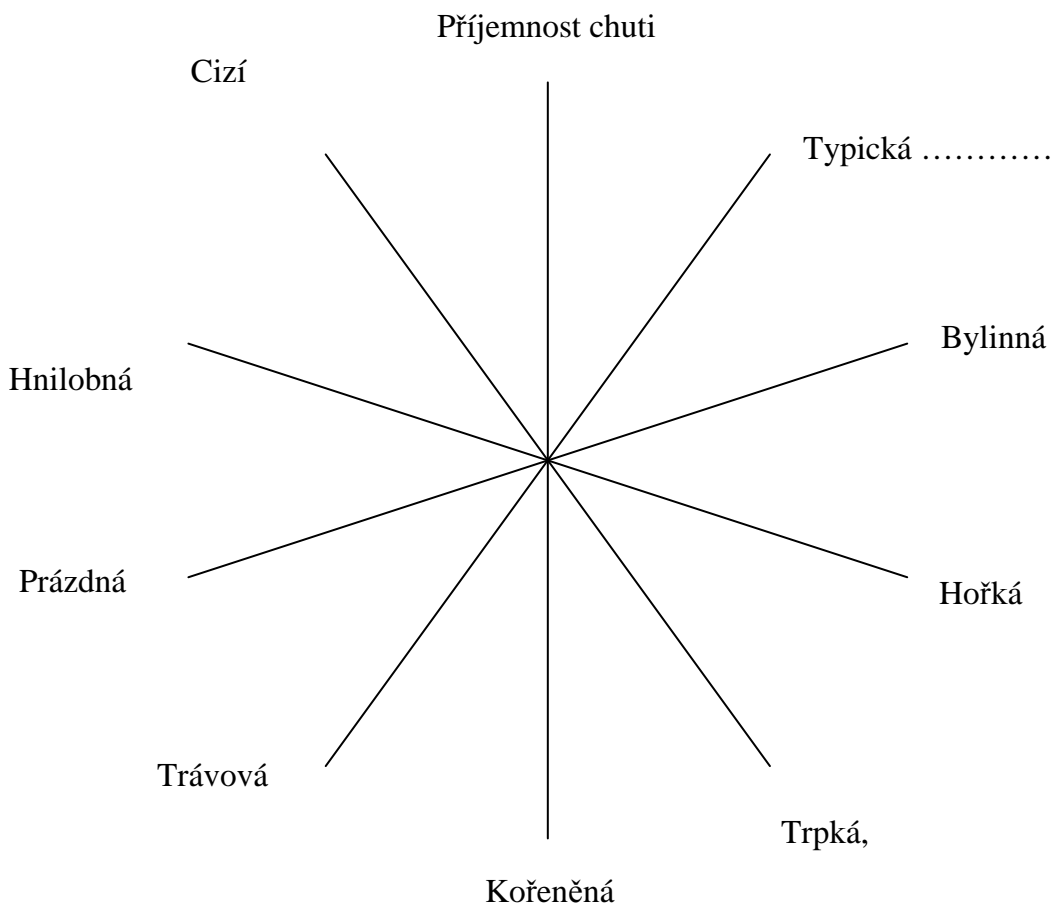 Příjemnost chuti
Cizí
Typická …………
Bylinná
Hnilobná
Prázdná
Hořká
Trávová
Trpká,
Kořeněná